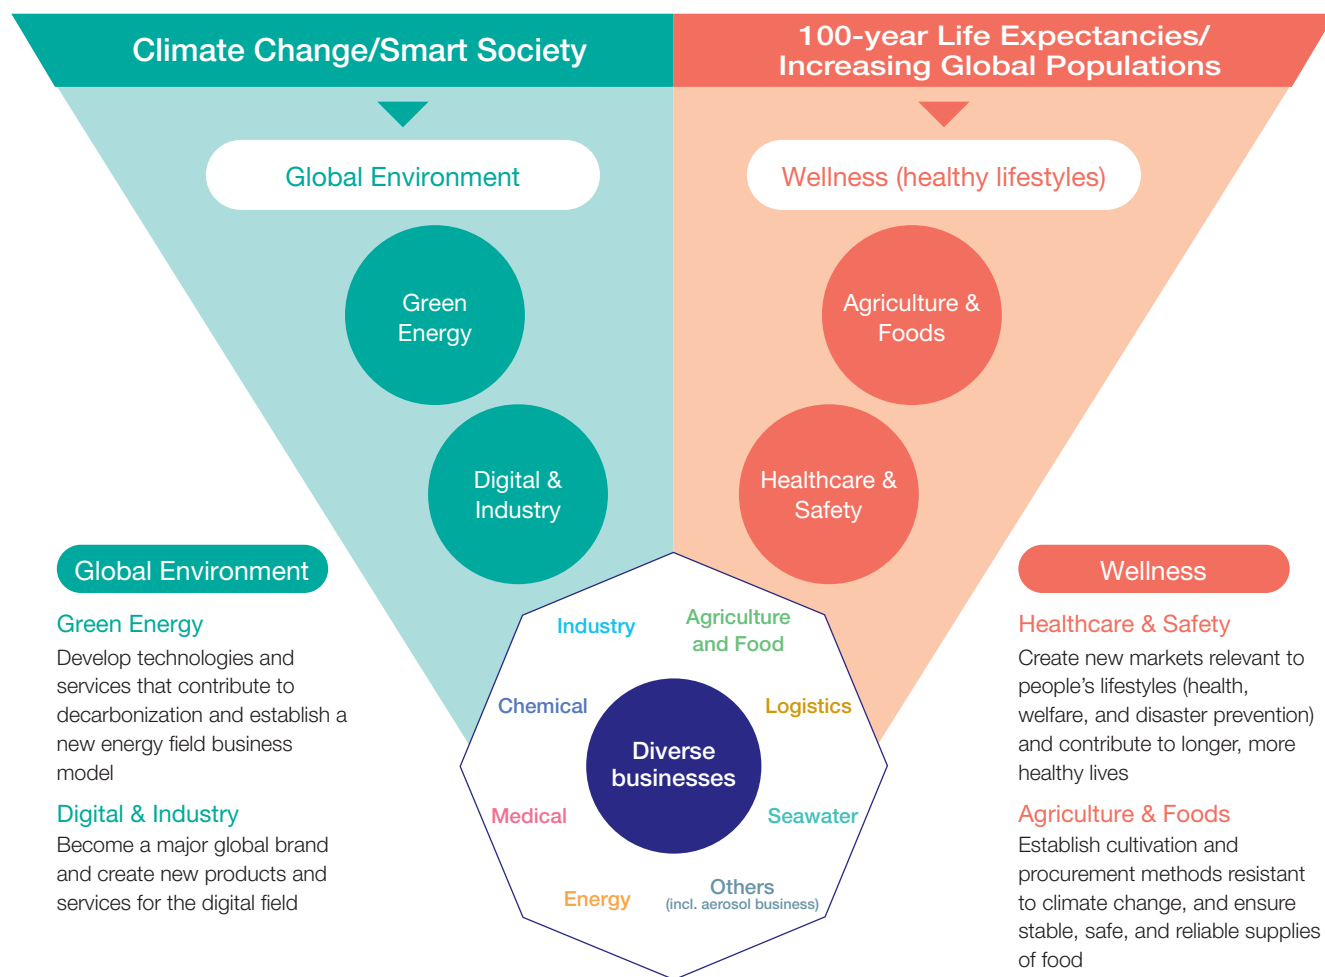 Climate Change/Smart Society
100-year Life Expectancies/
Increasing Global Populations
Global Environment
Wellness (healthy lifestyles)
Green
Energy
Agriculture &
Foods
Digital &
Industry
Healthcare &
Safety
Global Environment
Green Energy
Develop technologies and
services that contribute to
decarbonization and establish a
new energy field business
model
Digital & Industry
Become a major global brand
and create new products and
services for the digital field
Industry
Agriculture
and Food
Chemical
Logistics
Diverse
businesses
Medical
Seawater
Energy
Others
(incl. aerosol business)
Wellness
Healthcare & Safety
Create new markets relevant to
people’s lifestyles (health,
welfare, and disaster prevention)
and contribute to longer, more
healthy lives
Agriculture & Foods
Establish cultivation and
procurement methods resistant
to climate change, and ensure
stable, safe, and reliable supplies
of food